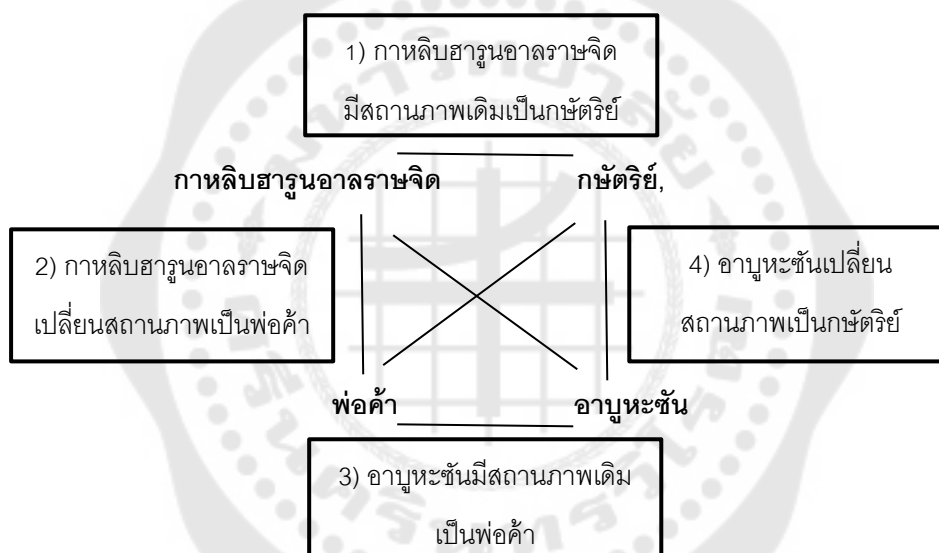 1) กาหลิบฮารูนอาลราษจิด
มีสถานภาพเดิมเป็นกษัตริย์
กาหลิบฮารูนอาลราษจิด กษัตริย์,
2) กาหลิบฮารูนอาลราษจิด
เปลี่ยนสถานภาพเป็นพ่อค้า
4) อาบูหะซันเปลี่ยน
สถานภาพเป็นกษัตริย์
พ่อค้า อาบูหะซัน
3) อาบูหะซันมีสถานภาพเดิม
เป็นพ่อค้า